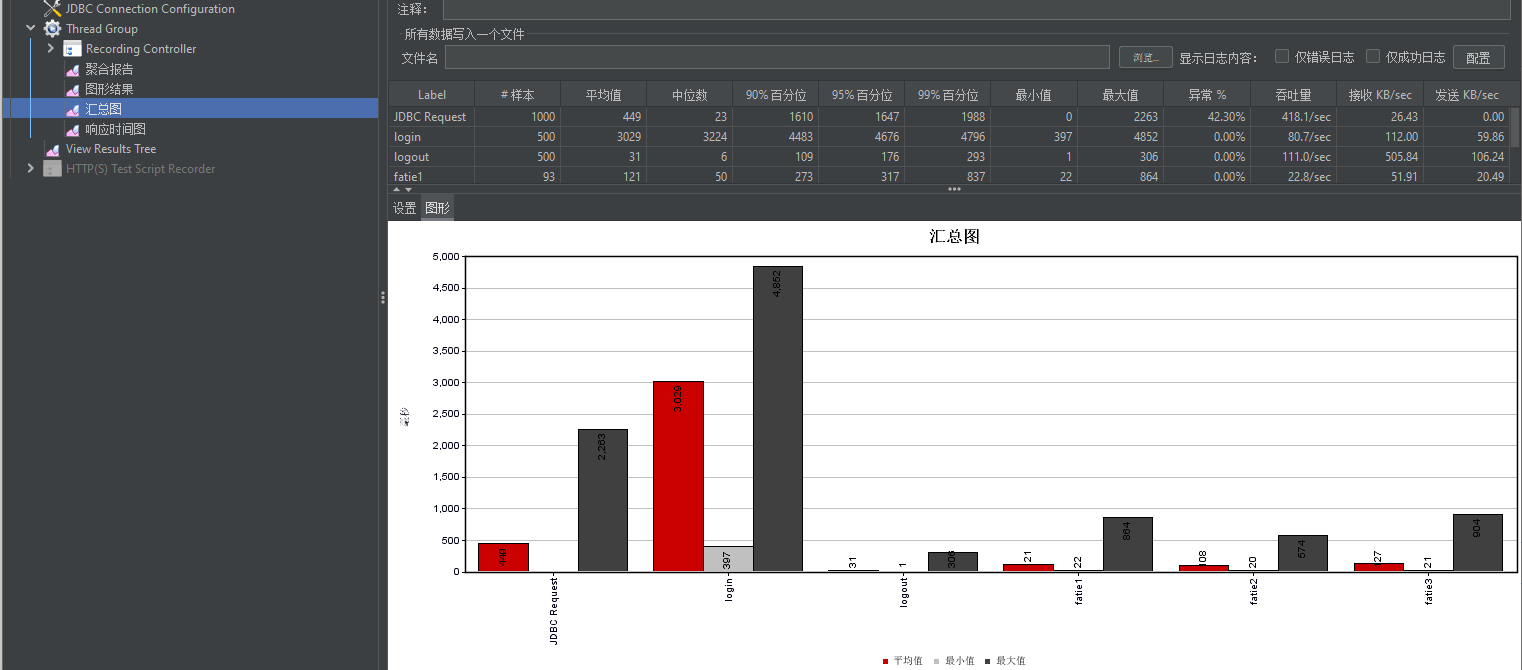 JDBC Connection Configuration
Thread Group
Recording Controller
聚合报告
图形结果
汇总图
响应时间图
View Results Tree
HTTP(S) Test Script Recorder
注释：
所有数据写入一个文件
文件名 浏览... 显示日志内容： 仅错误日志 仅成功日志 配置
Label # 样本 平均值 中位数 90% 百分位 95% 百分位 99% 百分位 最小值 最大值 异常 % 吞吐量 接收 KB/sec 发送 KB/sec
JDBC Request 1000 449 23 1610 1647 1988 0 2263 42.30% 418.1/sec 26.43 0.00
login 500 3029 3224 4483 4676 4796 397 4852 0.00% 80.7/sec 112.00 59.86
logout 500 31 6 109 176 293 1 306 0.00% 111.0/sec 505.84 106.24
fatie1 93 121 50 273 317 837 22 864 0.00% 22.8/sec 51.91 20.49
设置 图形
汇总图
5,000
4,500
4,000
3,500
3,000
2,500
2,000
1,500
1,000
500
0
毫秒
449
2,263
3,029
397
4,852
31
1
306
121
22
864
108
20
574
127
21
904
JDBC Request
login
logout
fatie1
fatie2
fatie3
平均值 最小值 最大值